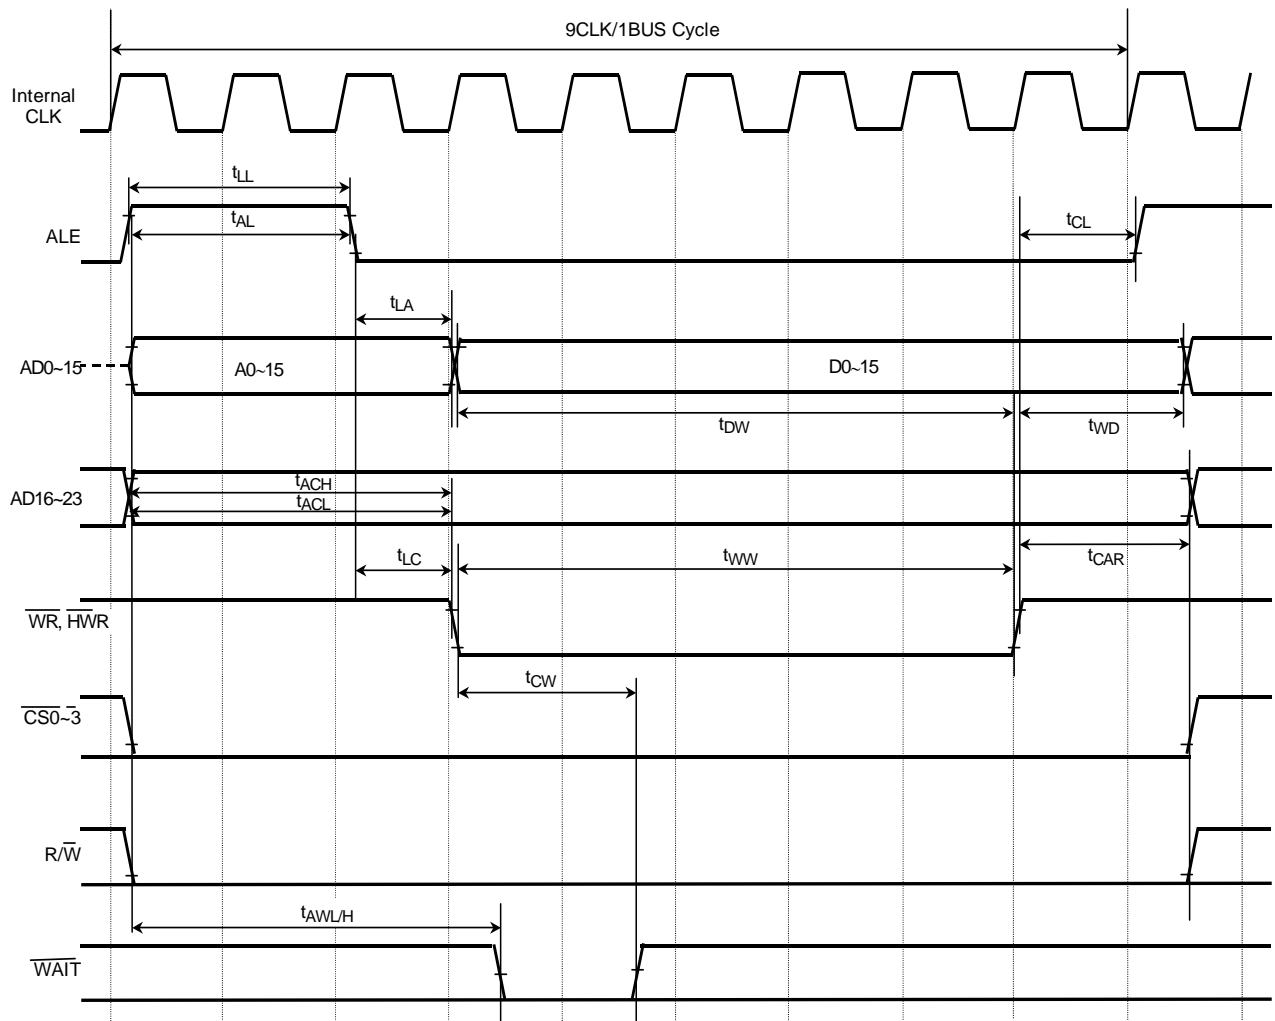 9CLK/1BUS Cycle
Internal
CLK
tLL
tAL
ALE
tCL
tLA
AD0~15
A0~15
D0~15
tDW
tWD
tACH
AD16~23
tACL
tLC
tWW
tCAR
WR, HWR
tCW
CS0~3
R/W
tAWL/H
WAIT